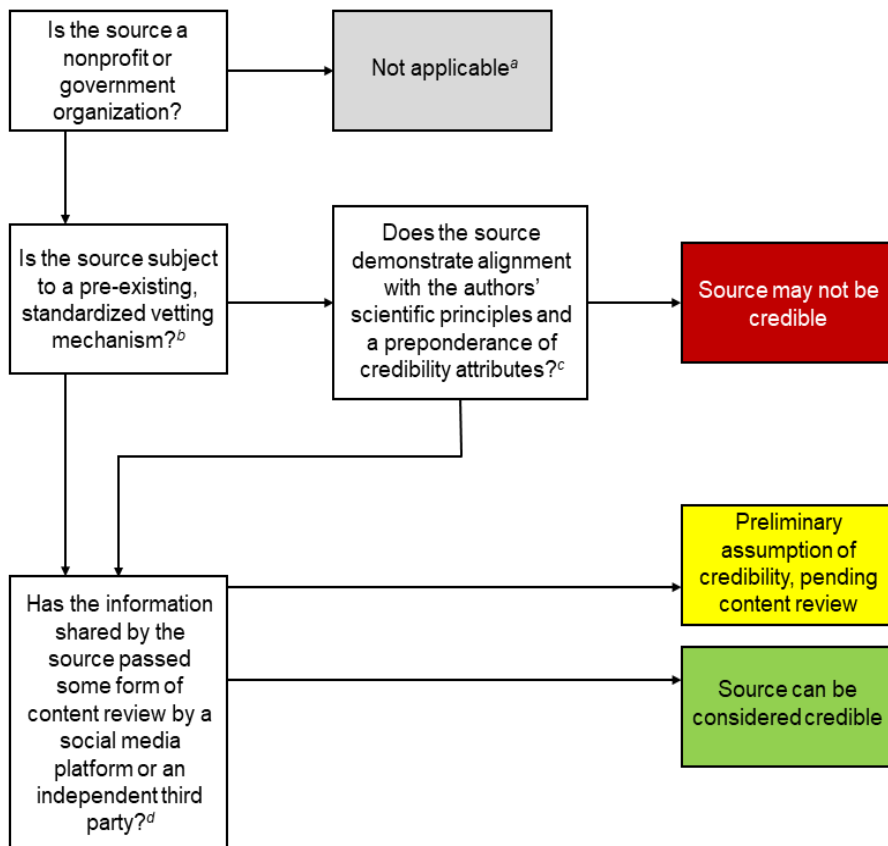 Is the source a
nonprofit or
government
organization?
Not applicableᵃ
Is the source subject
to a pre-existing,
standardized vetting
mechanism?ᵇ
Does the source
demonstrate alignment
with the authors’
scientific principles and
a preponderance of
credibility attributes?ᶜ
Source may not be
credible
Preliminary
assumption of
credibility, pending
content review
Has the information
shared by the
source passed
some form of
content review by a
social media
platform or an
independent third
party?ᵈ
Source can be
considered credible